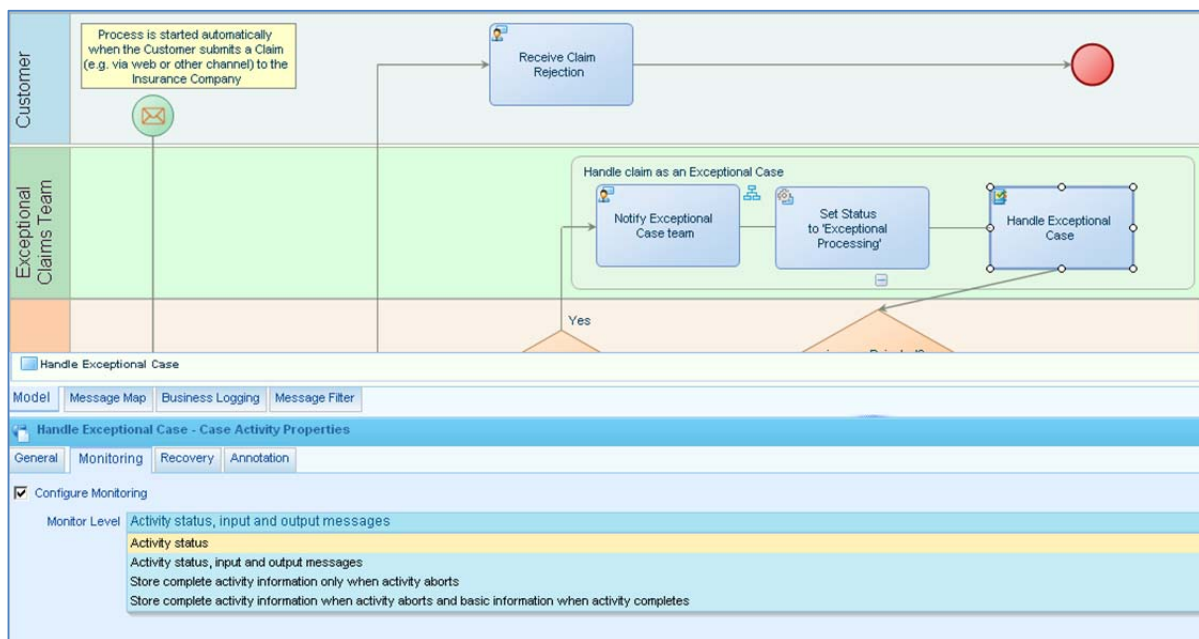 Customer
Process is started automatically
when the Customer submits a Claim
(e.g. via web or other channel) to the
Insurance Company
Receive Claim
Rejection
Exceptional
Claims Team
Handle claim as an Exceptional Case
Notify Exceptional
Case team
Set Status
to 'Exceptional
Processing'
Handle Exceptional
Case
Yes
Handle Exceptional Case
Model Message Map Business Logging Message Filter
Handle Exceptional Case - Case Activity Properties
General Monitoring Recovery Annotation
Configure Monitoring
Monitor Level Activity status, input and output messages
Activity status
Activity status, input and output messages
Store complete activity information only when activity aborts
Store complete activity information when activity aborts and basic information when activity completes